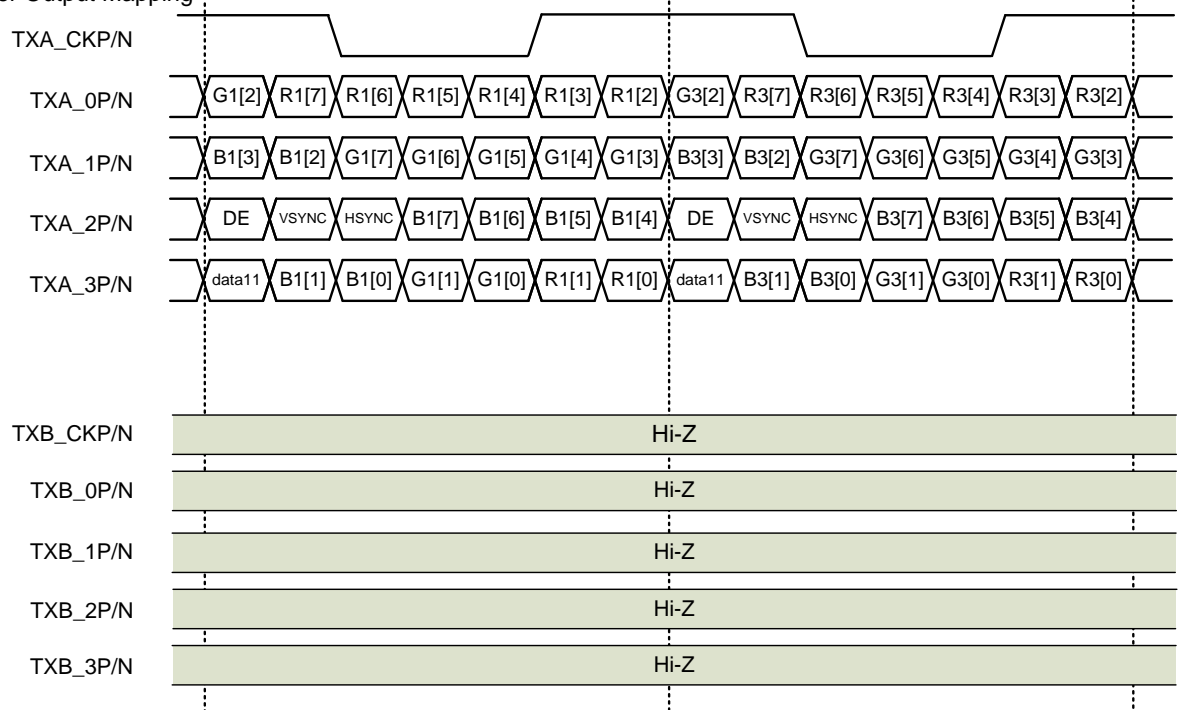 or Output Mapping
TXA_CKP/N
TXA_0P/N G1[2] R1[7] R1[6] R1[5] R1[4] R1[3] R1[2] G3[2] R3[7] R3[6] R3[5] R3[4] R3[3] R3[2]
TXA_1P/N B1[3] B1[2] G1[7] G1[6] G1[5] G1[4] G1[3] B3[3] B3[2] G3[7] G3[6] G3[5] G3[4] G3[3]
TXA_2P/N DE VSYNC HSYNC B1[7] B1[6] B1[5] B1[4] DE VSYNC HSYNC B3[7] B3[6] B3[5] B3[4]
TXA_3P/N data11 B1[1] B1[0] G1[1] G1[0] R1[1] R1[0] data11 B3[1] B3[0] G3[1] G3[0] R3[1] R3[0]
TXB_CKP/N Hi-Z
TXB_0P/N Hi-Z
TXB_1P/N Hi-Z
TXB_2P/N Hi-Z
TXB_3P/N Hi-Z